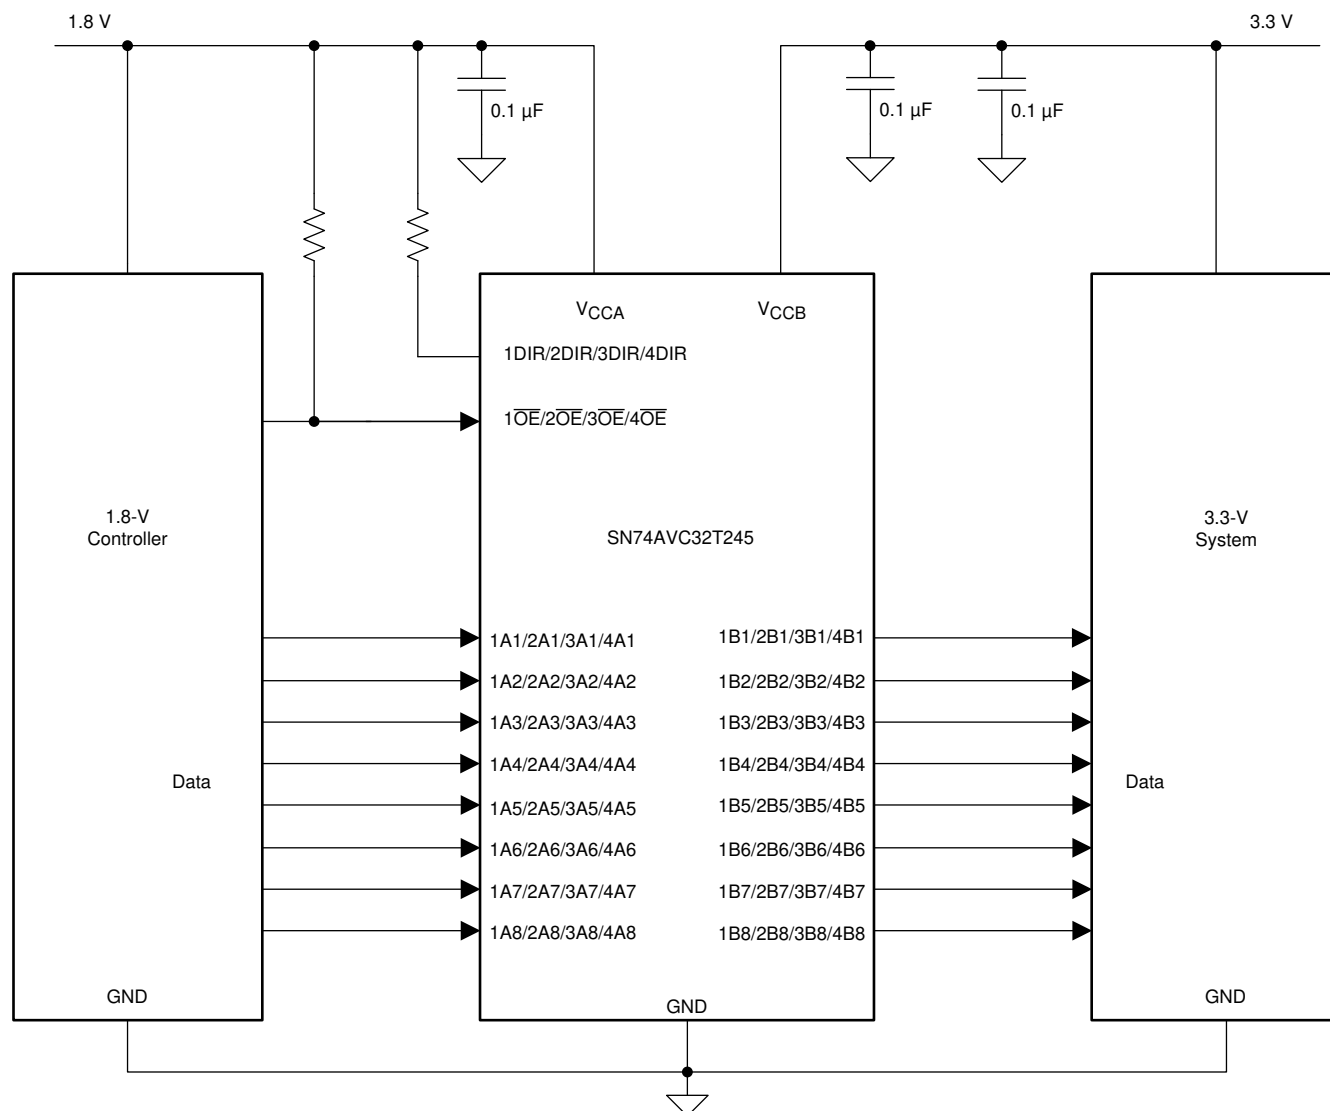 1.8 V
3.3 V
0.1 µF
0.1 µF
0.1 µF
VCCA
VCCB
1DIR/2DIR/3DIR/4DIR
1O̅E̅/2O̅E̅/3O̅E̅/4O̅E̅
1.8-V
Controller
SN74AVC32T245
3.3-V
System
1A1/2A1/3A1/4A1
1B1/2B1/3B1/4B1
1A2/2A2/3A2/4A2
1B2/2B2/3B2/4B2
1A3/2A3/3A3/4A3
1B3/2B3/3B3/4B3
1A4/2A4/3A4/4A4
1B4/2B4/3B4/4B4
Data
Data
1A5/2A5/3A5/4A5
1B5/2B5/3B5/4B5
1A6/2A6/3A6/4A6
1B6/2B6/3B6/4B6
1A7/2A7/3A7/4A7
1B7/2B7/3B7/4B7
1A8/2A8/3A8/4A8
1B8/2B8/3B8/4B8
GND
GND
GND